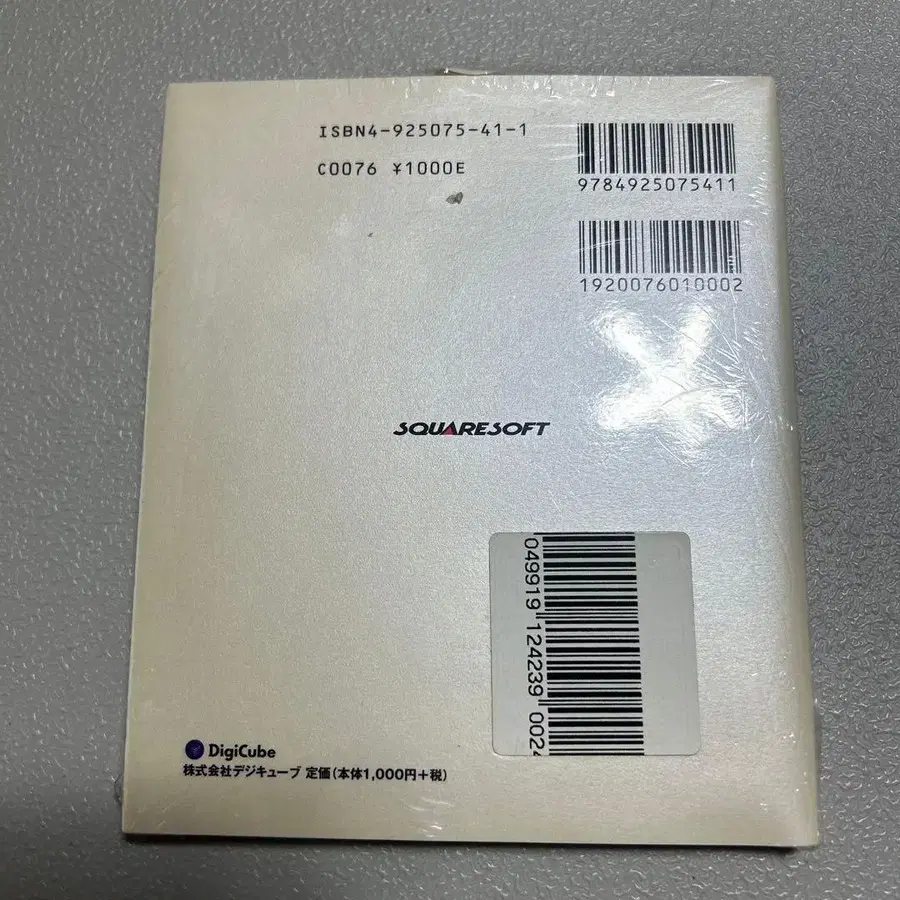 ISBN4-925075-41-1
C0076 ¥1000E
9784925075411
1920076010002
SQUARESOFT
049919 124239 002
DigiCube
株式会社デジキューブ 定価(本体1,000円+税)